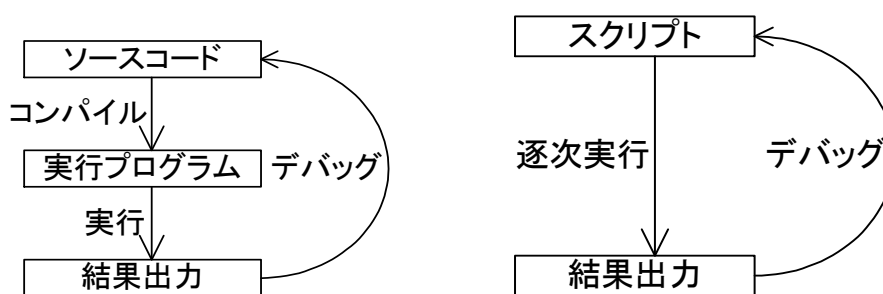 ソースコード
コンパイル
実行プログラム
デバッグ
実行
結果出力
スクリプト
逐次実行
デバッグ
結果出力